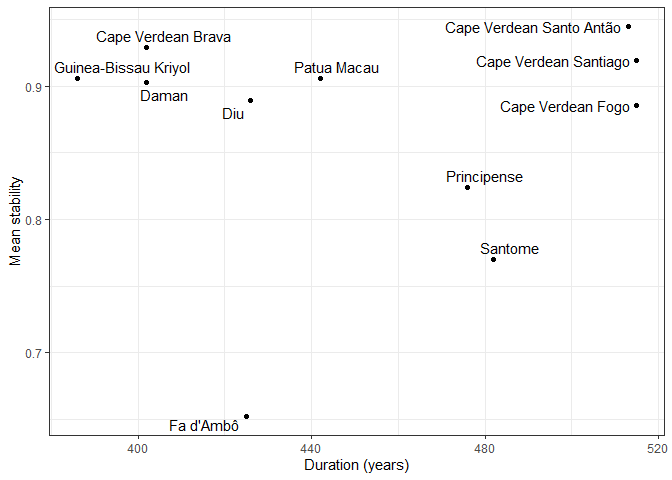 Cape Verdean Santo Antão
Cape Verdean Brava
Cape Verdean Santiago
Guinea-Bissau Kriyol
Patua Macau
0.9
Daman
Cape Verdean Fogo
Diu
Principense
0.8
Santome
Mean stability
0.7
Fa d'Ambô
400
440
480
520
Duration (years)